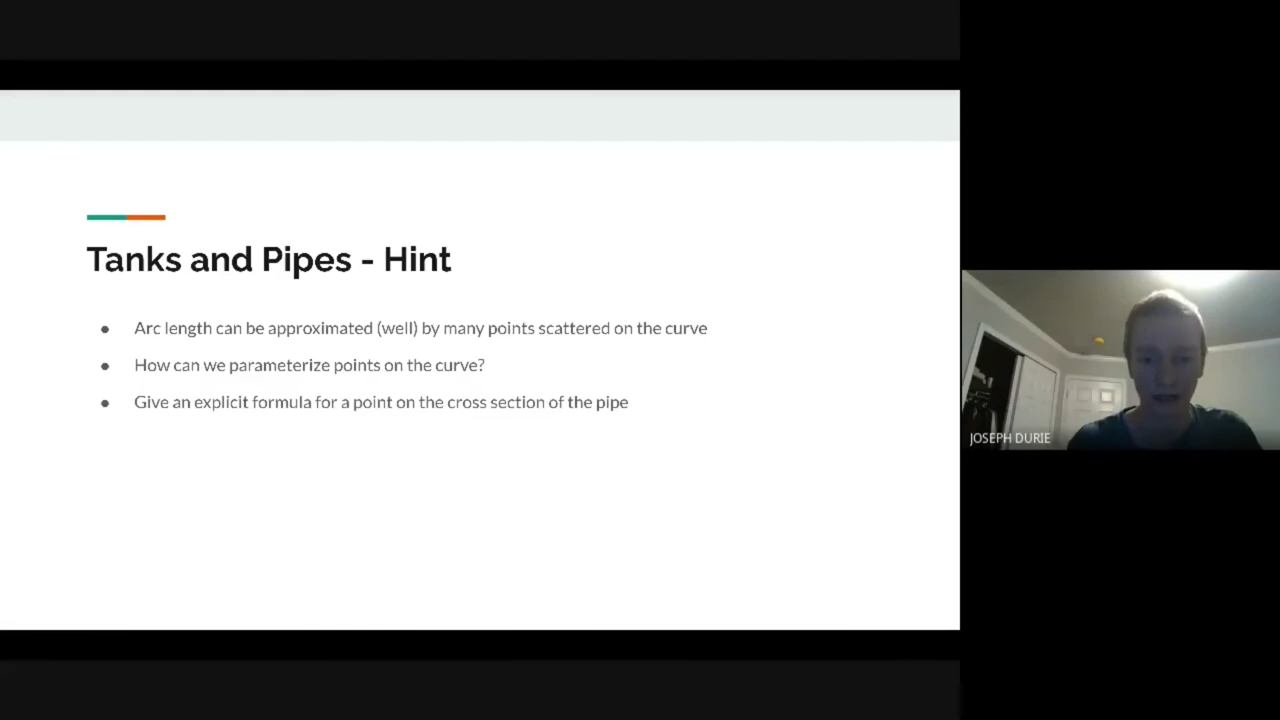 Tanks and Pipes - Hint
● Arc length can be approximated (well) by many points scattered on the curve
● How can we parameterize points on the curve?
● Give an explicit formula for a point on the cross section of the pipe
JOSEPH DURIE